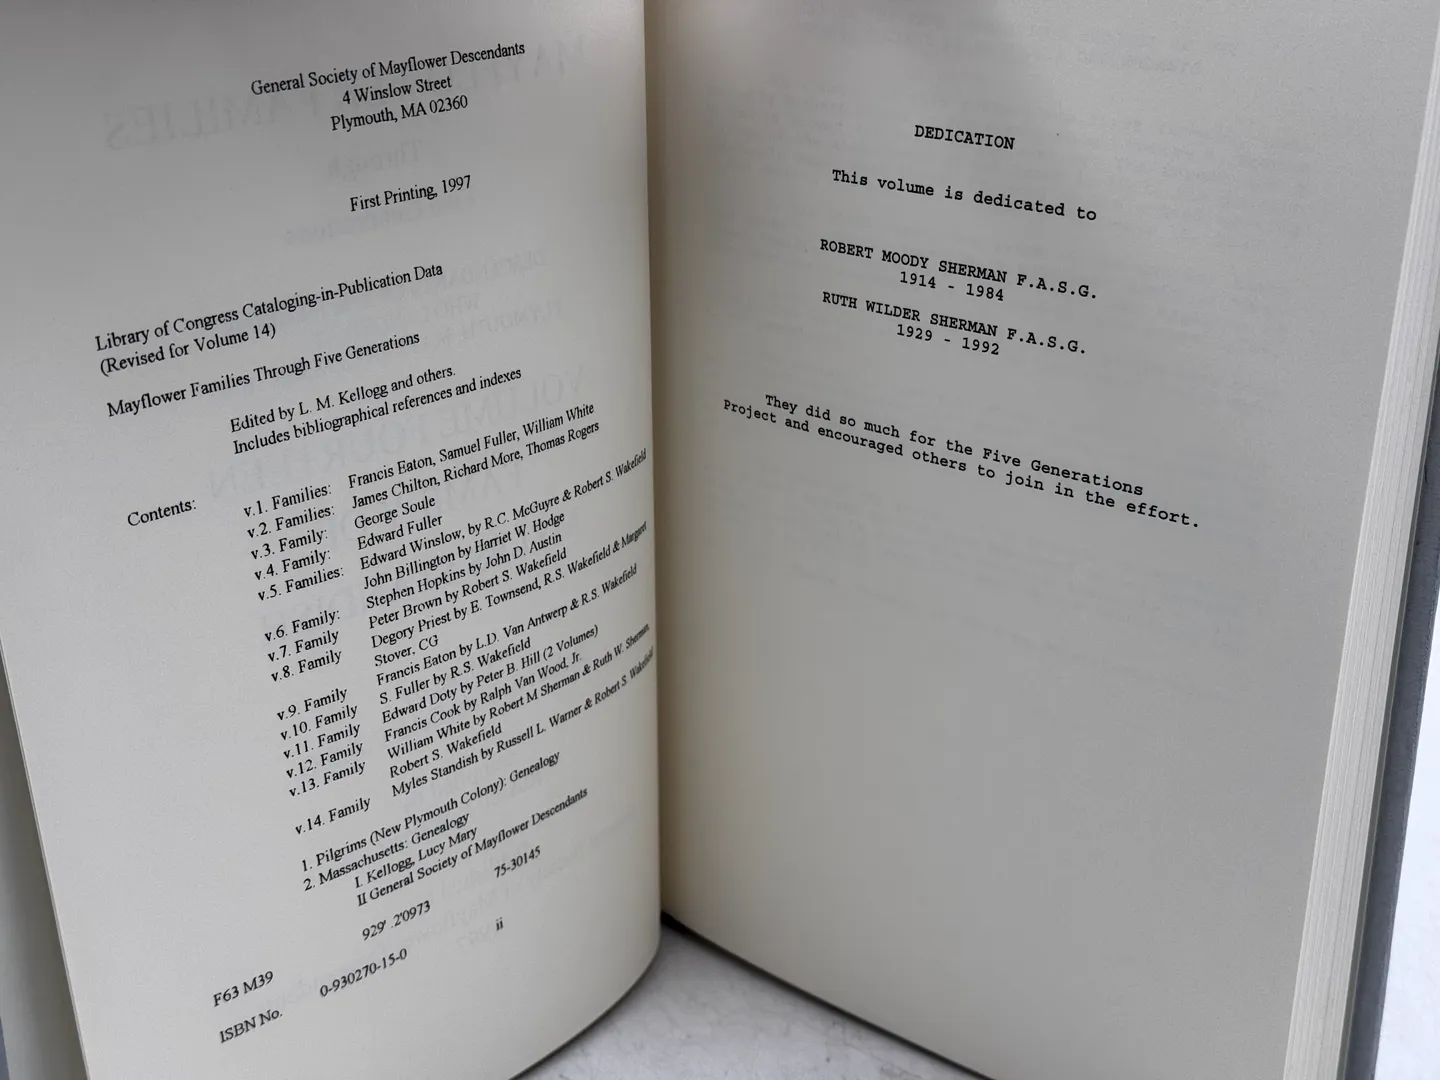 General Society of Mayflower Descendants
4 Winslow Street
Plymouth, MA 02360
First Printing, 1997
Library of Congress Cataloging-in-Publication Data
(Revised for Volume 14)
Mayflower Families Through Five Generations
Edited by L. M. Kellogg and others.
Includes bibliographical references and indexes
Contents: v.1. Families: Francis Eaton, Samuel Fuller, William White
v.2. Families: James Chilton, Richard More, Thomas Rogers
v.3. Family: George Soule
v.4. Family: Edward Fuller
v.5. Families: Edward Winslow, by R.C. McGuyre & Robert S. Wakefield
John Billington by Harriet W. Hodge
v.6. Family: Stephen Hopkins by John D. Austin
v.7. Family Peter Brown by Robert S. Wakefield
v.8. Family Degory Priest by E. Townsend, R.S. Wakefield & Margaret
Stover, CG
v.9. Family Francis Eaton by L.D. Van Antwerp & R.S. Wakefield
v.10. Family S. Fuller by R.S. Wakefield
v.11. Family Edward Doty by Peter B. Hill (2 Volumes)
v.12. Family Francis Cook by Ralph Van Wood, Jr.
v.13. Family William White by Robert M Sherman & Ruth W. Sherman,
Robert S. Wakefield
v.14. Family Myles Standish by Russell L. Warner & Robert S. Wakefield
1. Pilgrims (New Plymouth Colony): Genealogy
2. Massachusetts: Genealogy
I. Kellogg, Lucy Mary
II General Society of Mayflower Descendants
929' .2'0973 75-30145
ii
F63 M39
ISBN No. 0-930270-15-0
DEDICATION
This volume is dedicated to
ROBERT MOODY SHERMAN F.A.S.G.
1914 - 1984
RUTH WILDER SHERMAN F.A.S.G.
1929 - 1992
They did so much for the Five Generations
Project and encouraged others to join in the effort.